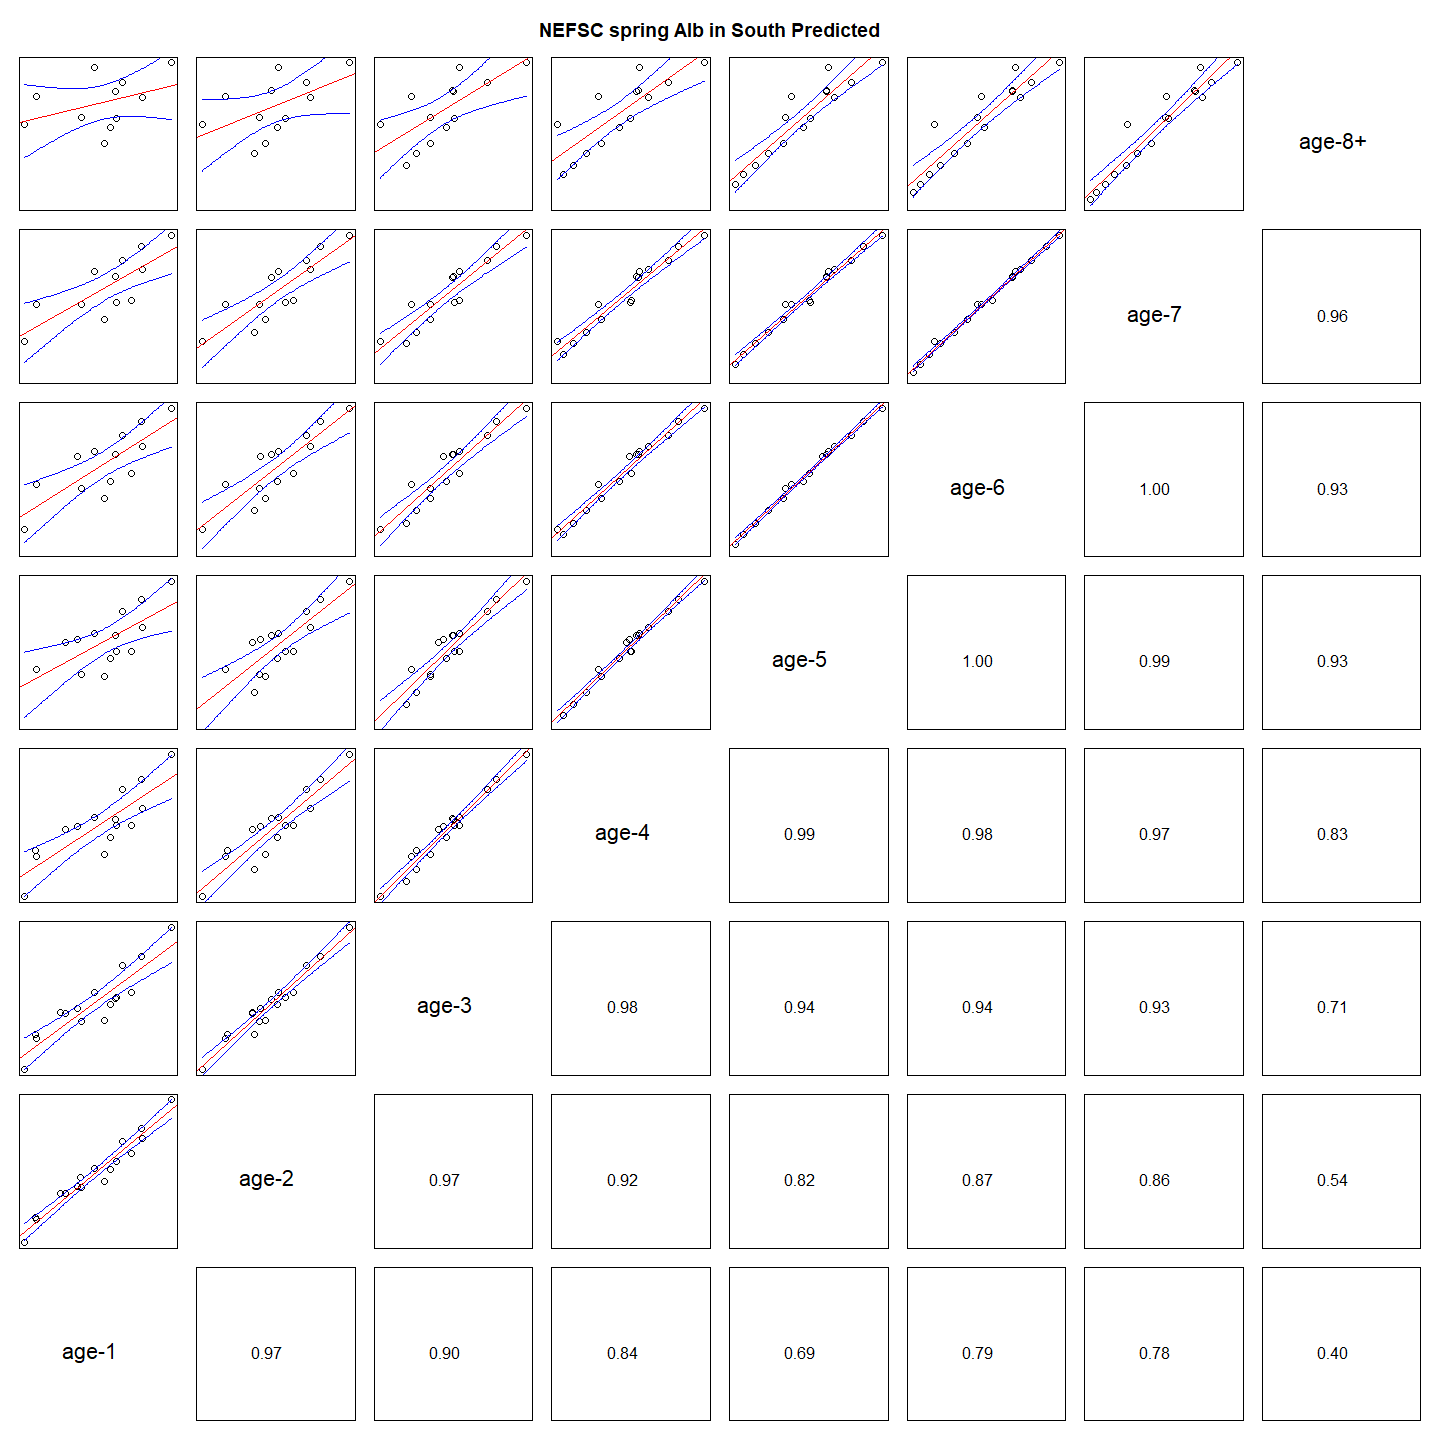 NEFSC spring Alb in South Predicted
age-8+
age-7 0.96
age-6 1.00 0.93
age-5 1.00 0.99 0.93
age-4 0.99 0.98 0.97 0.83
age-3 0.98 0.94 0.94 0.93 0.71
age-2 0.97 0.92 0.82 0.87 0.86 0.54
age-1 0.97 0.90 0.84 0.69 0.79 0.78 0.40